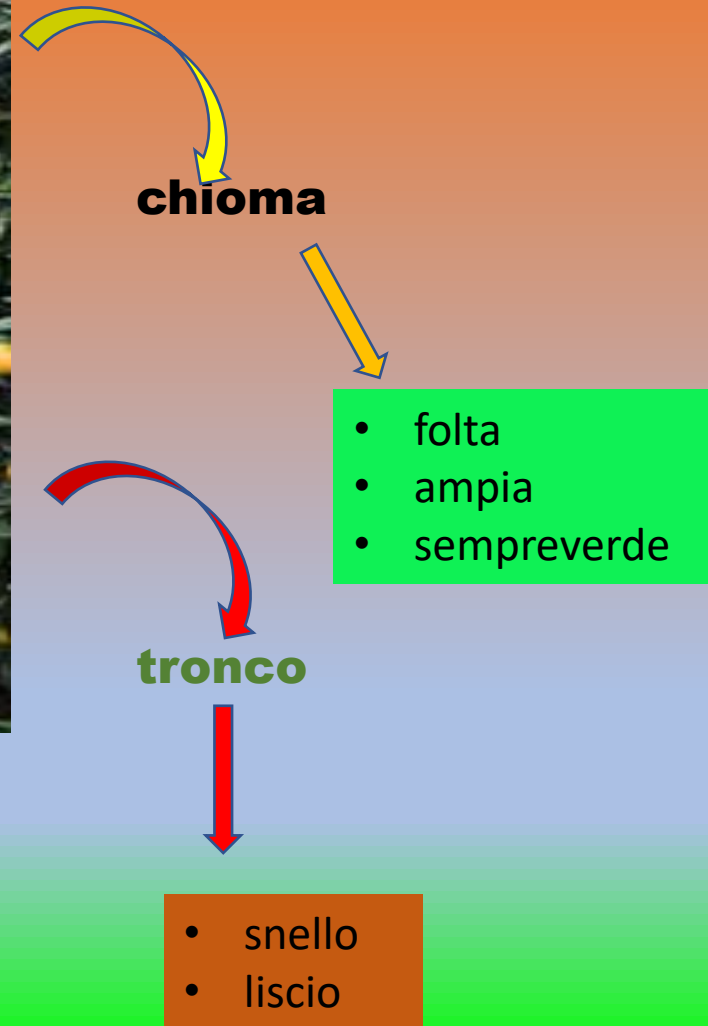 chioma
• folta
• ampia
• sempreverde
tronco
• snello
• liscio